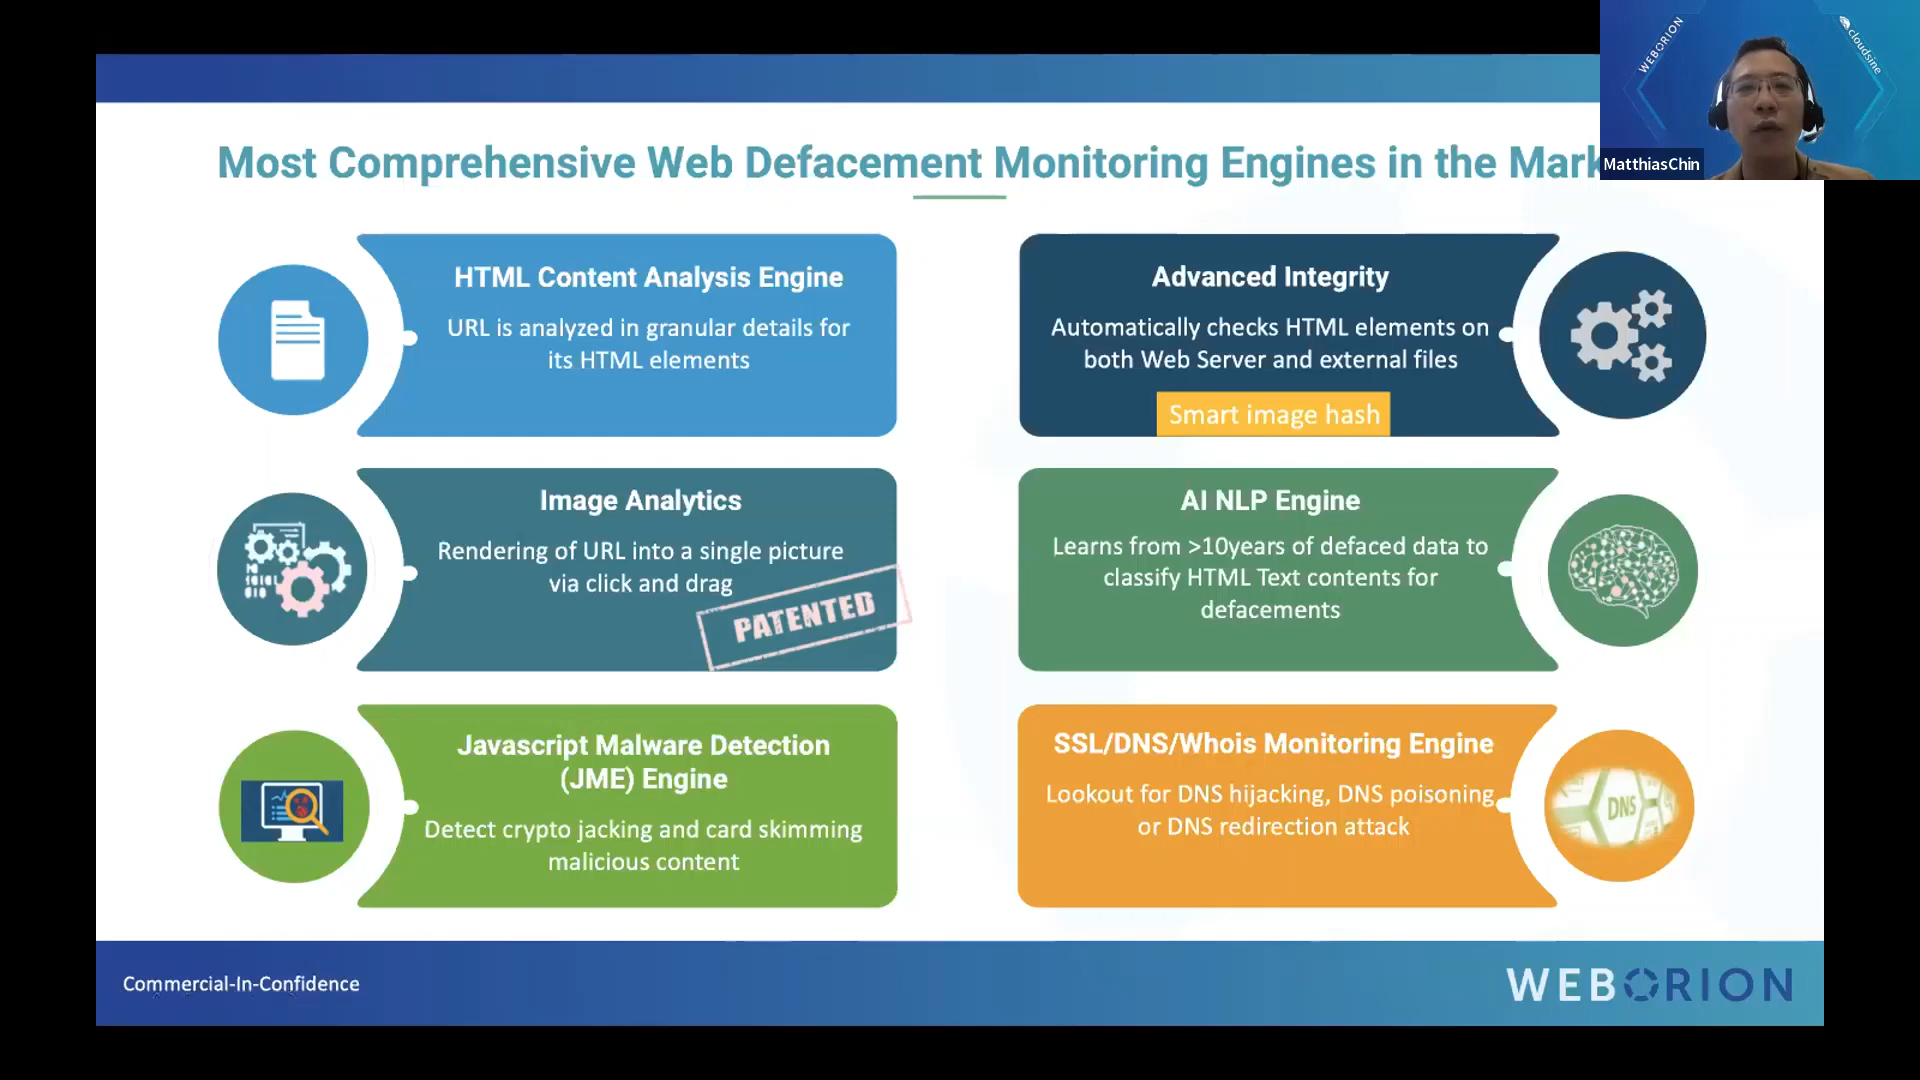 WEBORION
cloudsine
MatthiasChin
Most Comprehensive Web Defacement Monitoring Engines in the Mark
HTML Content Analysis Engine
URL is analyzed in granular details for
its HTML elements
Advanced Integrity
Automatically checks HTML elements on
both Web Server and external files
Smart image hash
Image Analytics
Rendering of URL into a single picture
via click and drag
PATENTED
AI NLP Engine
Learns from >10years of defaced data to
classify HTML Text contents for
defacements
Javascript Malware Detection
(JME) Engine
Detect crypto jacking and card skimming
malicious content
SSL/DNS/Whois Monitoring Engine
Lookout for DNS hijacking, DNS poisoning
or DNS redirection attack
DNS
Commercial-In-Confidence
WEBORION